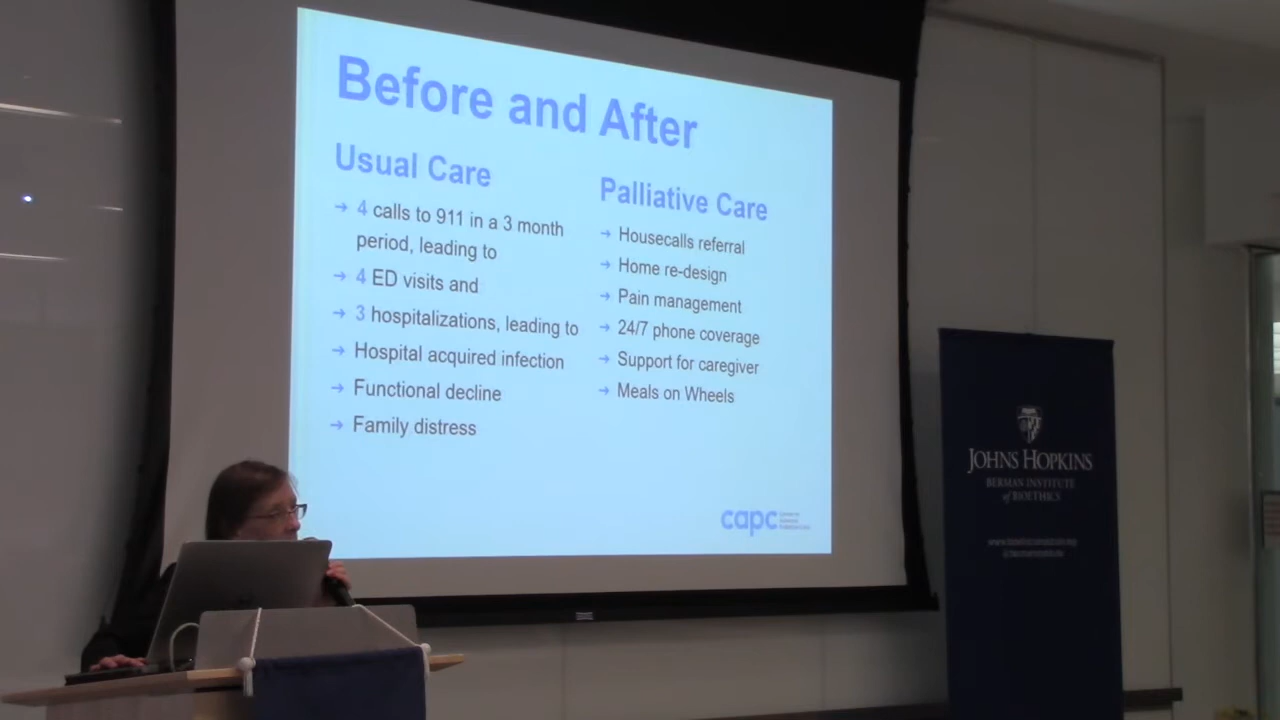 Before and After
Usual Care
→ 4 calls to 911 in a 3 month
period, leading to
→ 4 ED visits and
→ 3 hospitalizations, leading to
→ Hospital acquired infection
→ Functional decline
→ Family distress
Palliative Care
→ Housecalls referral
→ Home re-design
→ Pain management
→ 24/7 phone coverage
→ Support for caregiver
→ Meals on Wheels
capc
JOHNS HOPKINS
BERMAN INSTITUTE
of BIOETHICS